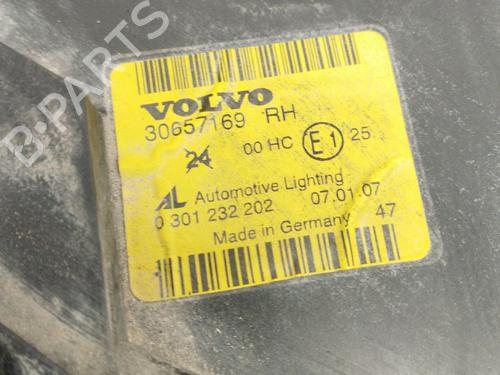 B-PARTS
VOLVO
30657169 RH
24 00 HC E1 25
AL Automotive Lighting
0 301 232 202 07.01.07
Made in Germany 47